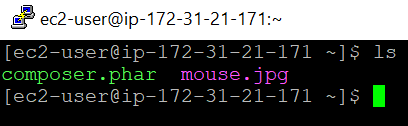 ec2-user@ip-172-31-21-171:~
[ec2-user@ip-172-31-21-171 ~]$ ls
composer.phar  mouse.jpg
[ec2-user@ip-172-31-21-171 ~]$